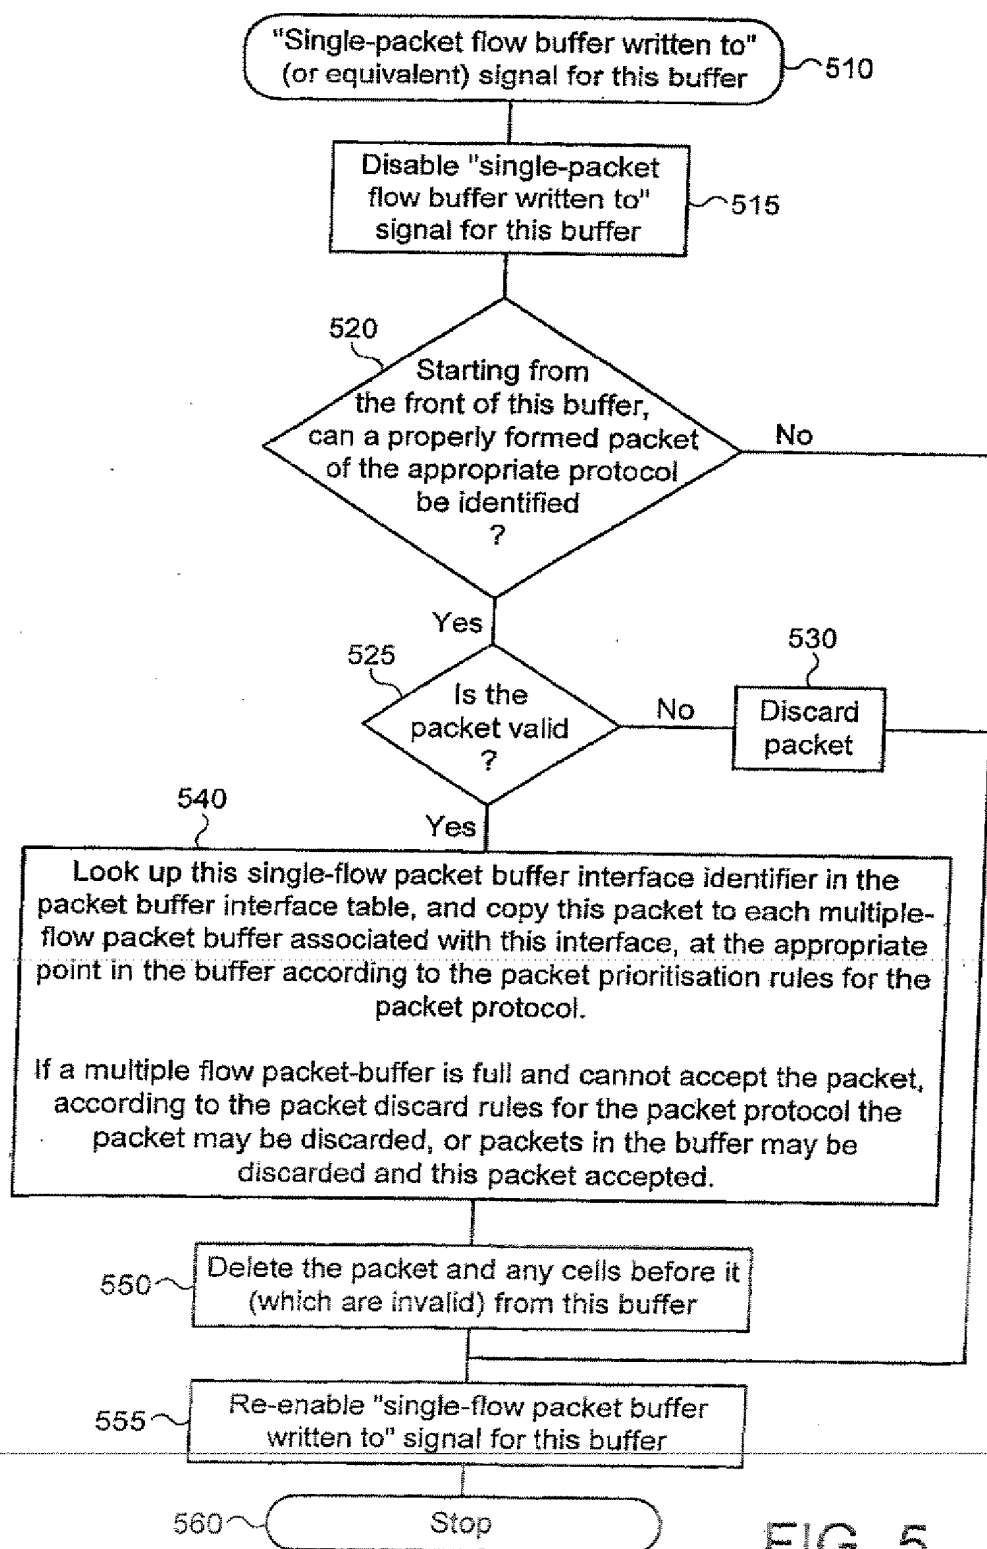 "Single-packet flow buffer written to"
(or equivalent) signal for this buffer
510
Disable "single-packet
flow buffer written to"
signal for this buffer
515
520
Starting from
the front of this buffer,
can a properly formed packet
of the appropriate protocol
be identified
?
No
Yes
525
Is the
packet valid
?
No
530
Discard
packet
Yes
540
Look up this single-flow packet buffer interface identifier in the
packet buffer interface table, and copy this packet to each multiple-
flow packet buffer associated with this interface, at the appropriate
point in the buffer according to the packet prioritisation rules for the
packet protocol.
If a multiple flow packet-buffer is full and cannot accept the packet,
according to the packet discard rules for the packet protocol the
packet may be discarded, or packets in the buffer may be
discarded and this packet accepted.
550
Delete the packet and any cells before it
(which are invalid) from this buffer
555
Re-enable "single-flow packet buffer
written to" signal for this buffer
560
Stop
FIG. 5